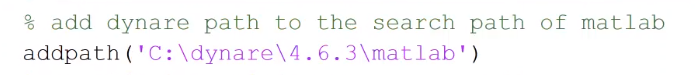 % add dynare path to the search path of matlab
addpath('C:\dynare\4.6.3\matlab')